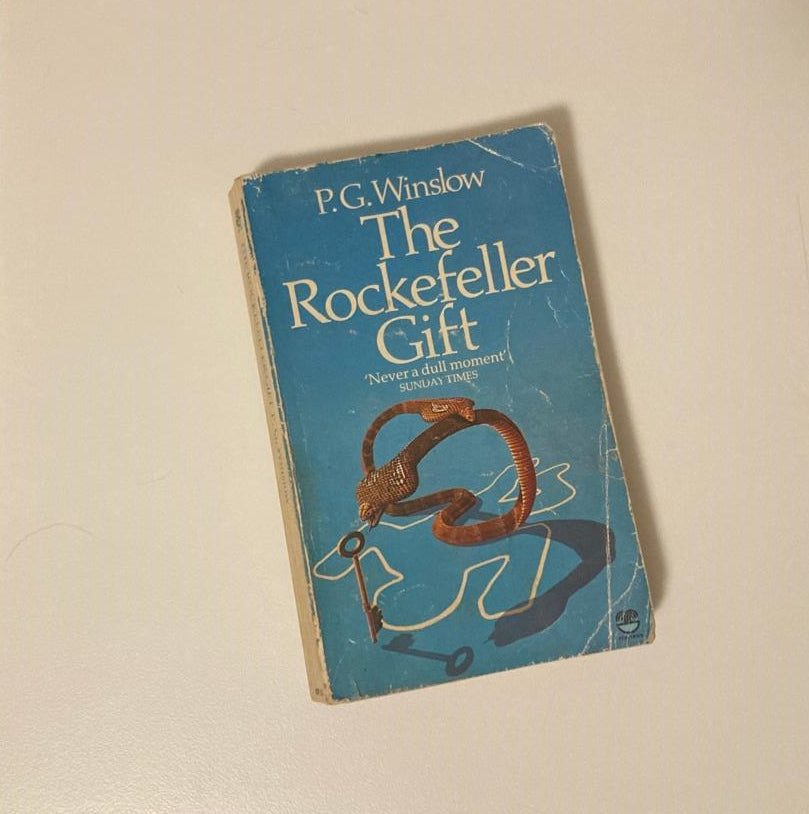 P. G. Winslow
The
Rockefeller
Gift
'Never a dull moment'
SUNDAY TIMES